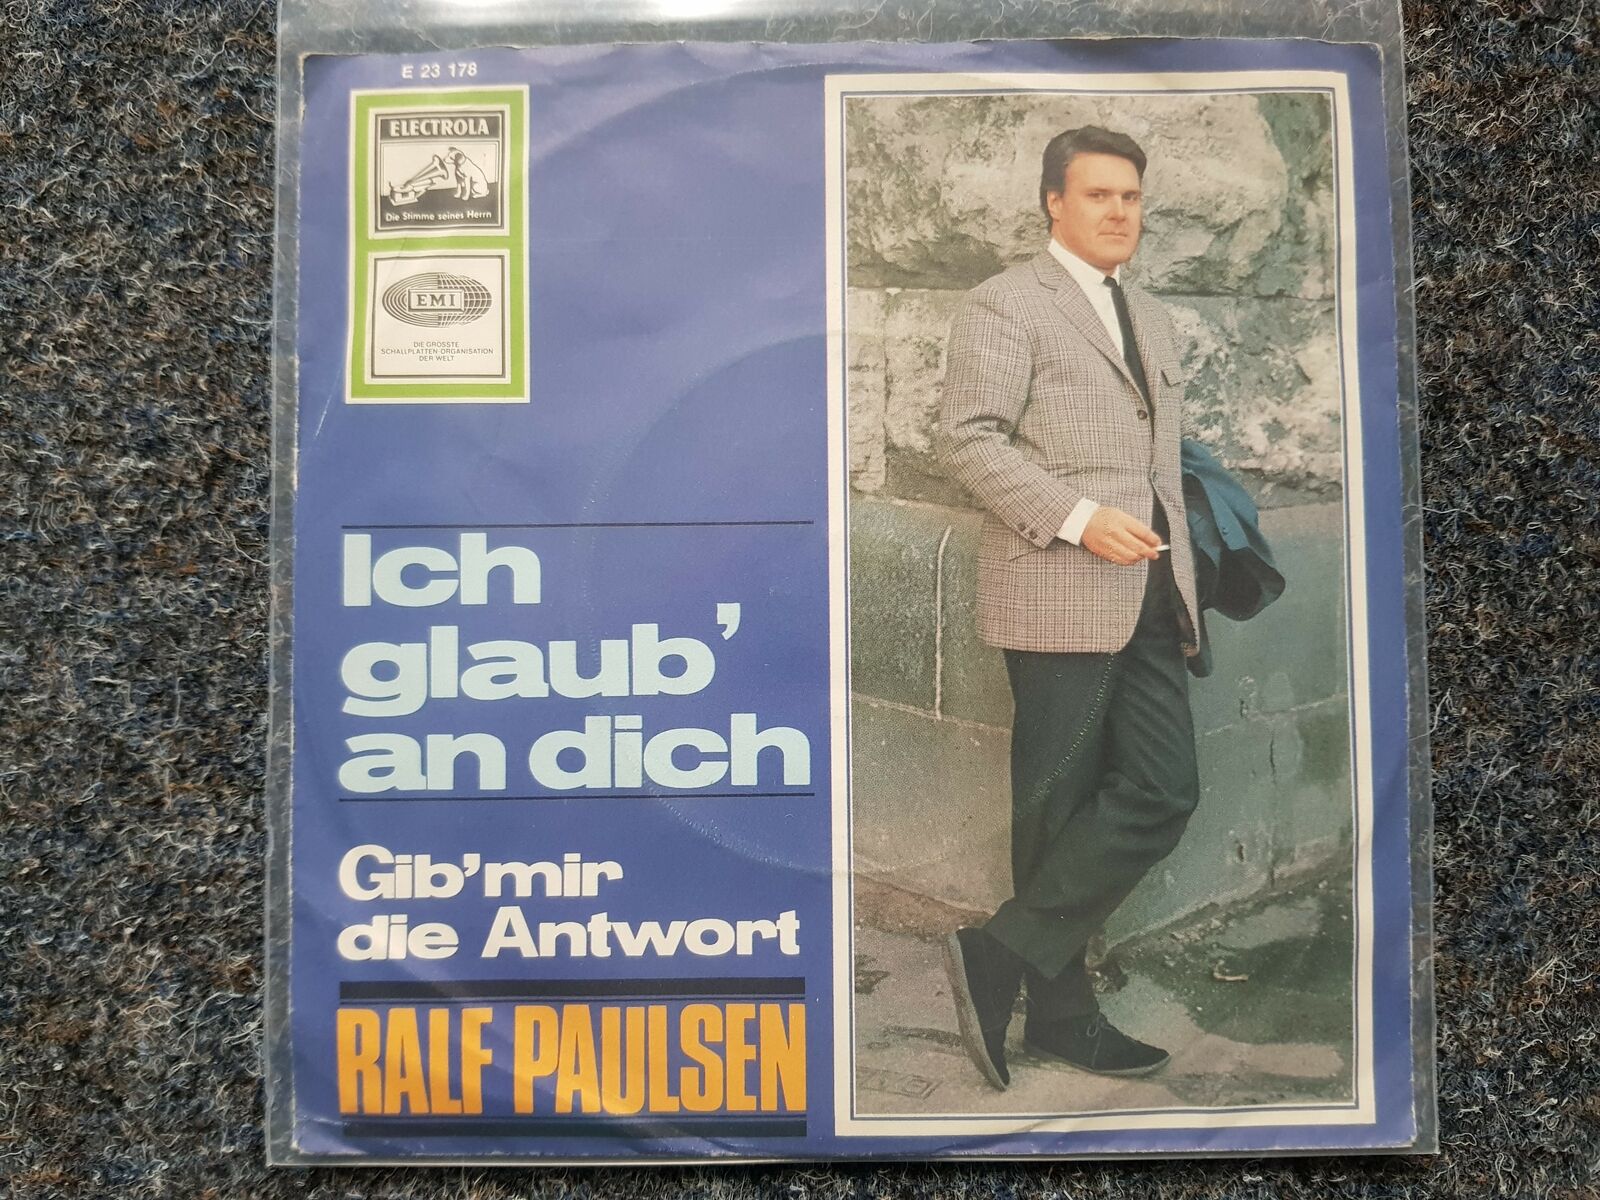 E 23 178
ELECTROLA
Die Stimme seines Herrn
EMI
DIE GRÖSSTE
SCHALLPLATTEN-ORGANISATION
DER WELT
Ich
glaub'
an dich
Gib' mir
die Antwort
RALF PAULSEN